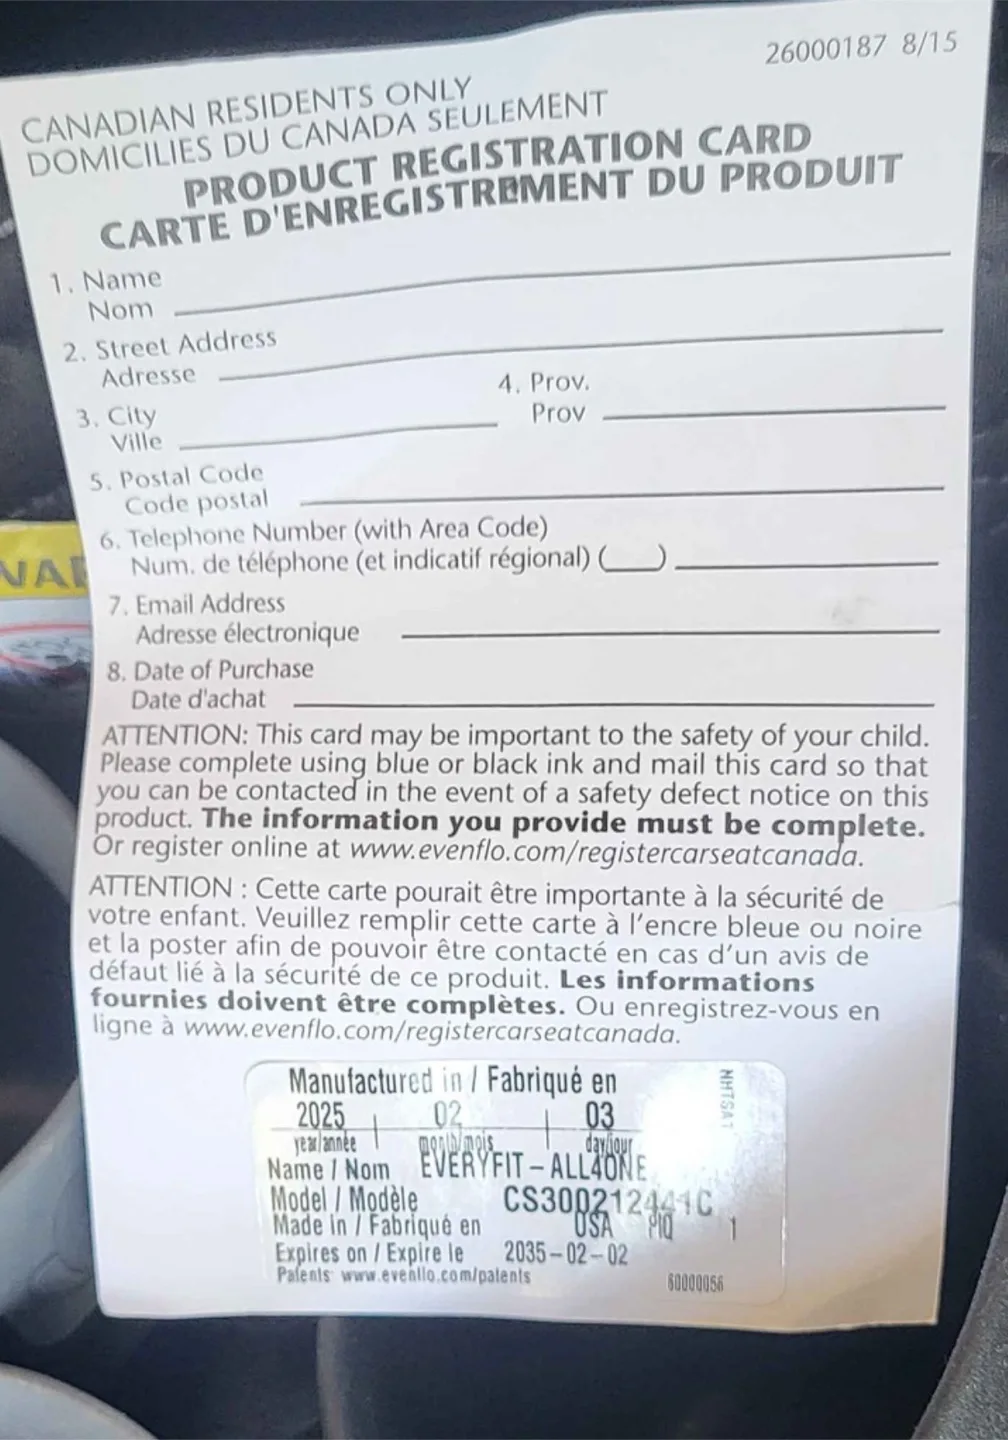 26000187 8/15
CANADIAN RESIDENTS ONLY
DOMICILIES DU CANADA SEULEMENT
PRODUCT REGISTRATION CARD
CARTE D'ENREGISTREMENT DU PRODUIT
1. Name
Nom
2. Street Address
Adresse
3. City
Ville
4. Prov.
Prov
5. Postal Code
Code postal
6. Telephone Number (with Area Code)
Num. de téléphone (et indicatif régional) (__)
7. Email Address
Adresse électronique
8. Date of Purchase
Date d'achat
ATTENTION: This card may be important to the safety of your child.
Please complete using blue or black ink and mail this card so that
you can be contacted in the event of a safety defect notice on this
product. The information you provide must be complete.
Or register online at www.evenflo.com/registercarseatcanada.
ATTENTION : Cette carte pourait être importante à la sécurité de
votre enfant. Veuillez remplir cette carte à l'encre bleue ou noire
et la poster afin de pouvoir être contacté en cas d'un avis de
défaut lié à la sécurité de ce produit. Les informations
fournies doivent être complètes. Ou enregistrez-vous en
ligne à www.evenflo.com/registercarseatcanada.
Manufactured in / Fabriqué en
2025 02 03
year/année month/mois day/jour
Name / Nom EVERYFIT-ALL4ONE
Model / Modèle CS300212441C
Made in / Fabriqué en USA PIQ 1
Expires on / Expire le 2035-02-02
Patents www.evenflo.com/patents
60000056
NHTSAT